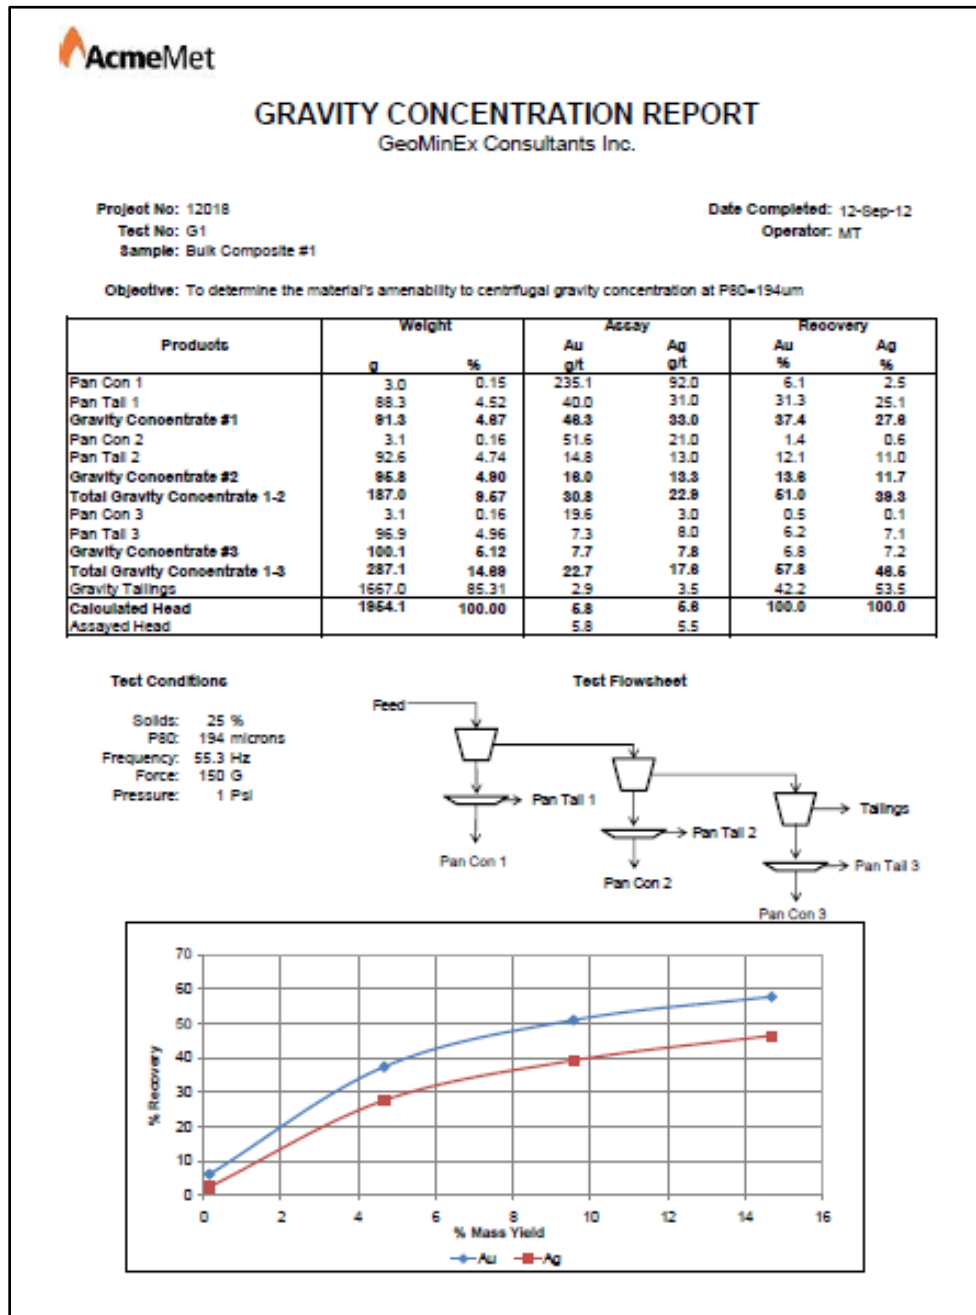 AcmeMet
GRAVITY CONCENTRATION REPORT
GeoMinEx Consultants Inc.
Project No: 12018 Date Completed: 12-Sep-12
Test No: G1 Operator: MT
Sample: Bulk Composite #1
Objective: To determine the material's amenability to centrifugal gravity concentration at P80=194um
Weight Assay Recovery
Products Au Ag Au Ag
g % g/t g/t % %
Pan Con 1 3.0 0.15 235.1 92.0 6.1 2.5
Pan Tail 1 88.3 4.52 40.0 31.0 31.3 25.1
Gravity Concentrate #1 91.3 4.67 46.3 33.0 37.4 27.6
Pan Con 2 3.1 0.16 51.6 21.0 1.4 0.6
Pan Tail 2 92.6 4.74 14.8 13.0 12.1 11.0
Gravity Concentrate #2 95.8 4.90 16.0 13.3 13.6 11.7
Total Gravity Concentrate 1-2 187.0 9.57 30.8 22.9 51.0 39.3
Pan Con 3 3.1 0.16 19.6 3.0 0.5 0.1
Pan Tail 3 96.9 4.96 7.3 8.0 6.2 7.1
Gravity Concentrate #3 100.1 5.12 7.7 7.8 6.8 7.2
Total Gravity Concentrate 1-3 287.1 14.69 22.7 17.6 57.8 46.5
Gravity Tailings 1667.0 85.31 2.9 3.5 42.2 53.5
Calculated Head 1954.1 100.00 5.8 5.6 100.0 100.0
Assayed Head 5.8 5.5
Test Conditions
Solids: 25 %
P80: 194 microns
Frequency: 55.3 Hz
Force: 150 G
Pressure: 1 Psi
Test Flowsheet
Feed
Pan Tail 1
Pan Con 1
Pan Tail 2
Pan Con 2
Tailings
Pan Tail 3
Pan Con 3
70
60
50
40
30
20
10
0
% Recovery
0 2 4 6 8 10 12 14 16
% Mass Yield
Au Ag